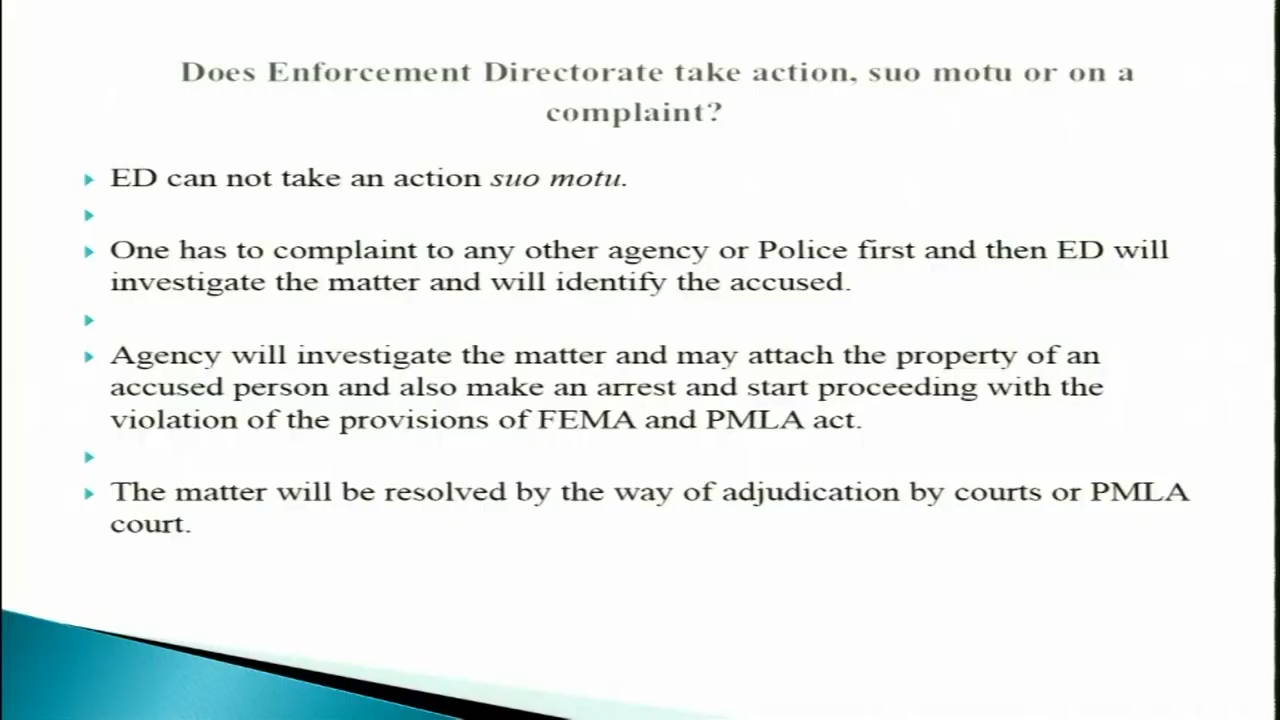 Does Enforcement Directorate take action, suo motu or on a
complaint?
ED can not take an action suo motu.
One has to complaint to any other agency or Police first and then ED will
investigate the matter and will identify the accused.
Agency will investigate the matter and may attach the property of an
accused person and also make an arrest and start proceeding with the
violation of the provisions of FEMA and PMLA act.
The matter will be resolved by the way of adjudication by courts or PMLA
court.